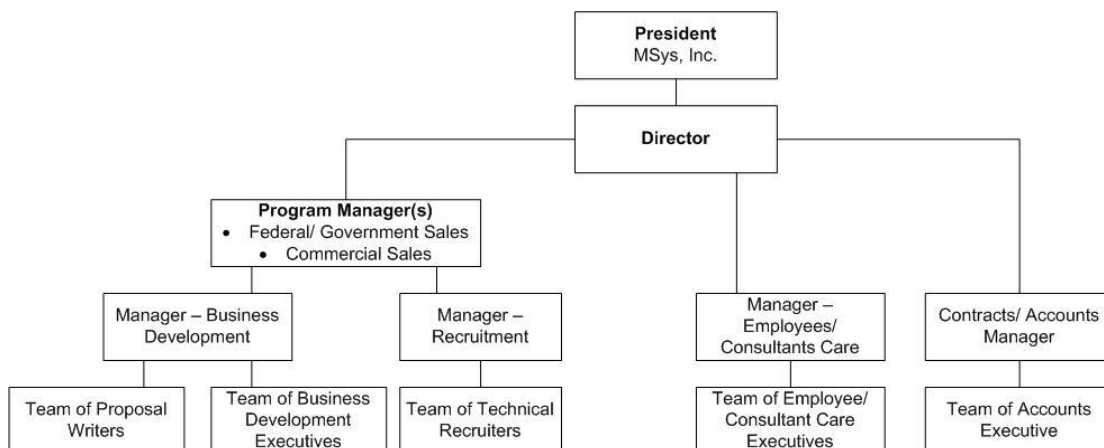 President
MSys, Inc.
Director
Program Manager(s)
• Federal/ Government Sales
• Commercial Sales
Manager – Business
Development
Manager –
Recruitment
Manager –
Employees/
Consultants Care
Contracts/ Accounts
Manager
Team of Proposal
Writers
Team of Business
Development
Executives
Team of Technical
Recruiters
Team of Employee/
Consultant Care
Executives
Team of Accounts
Executive